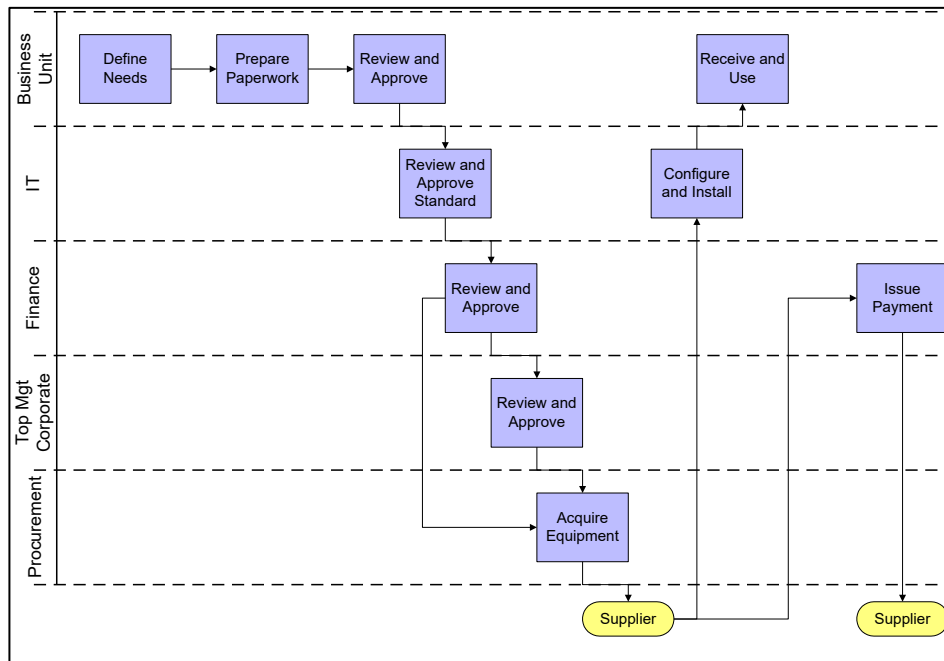 Business
Unit
Define
Needs
Prepare
Paperwork
Review and
Approve
Receive and
Use
IT
Review and
Approve
Standard
Configure
and Install
Finance
Review and
Approve
Issue
Payment
Top Mgt
Corporate
Review and
Approve
Procurement
Acquire
Equipment
Supplier
Supplier